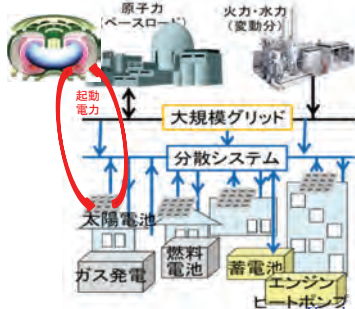 原子力
(ベースロード)
火力・水力
(変動分)
起動
電力
大規模グリッド
分散システム
太陽電池
燃料
電池
ガス発電
蓄電池
エンジン
ヒートポンプ